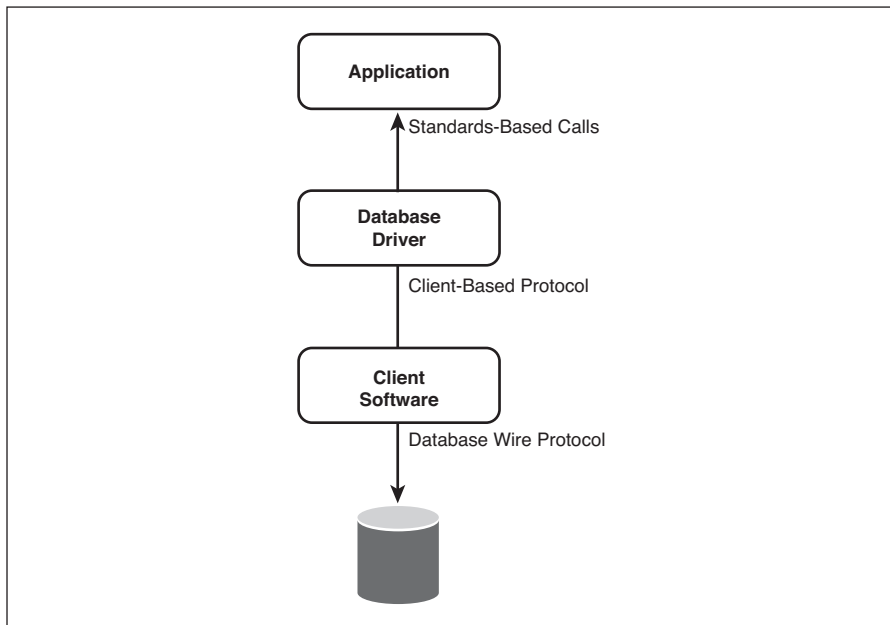 Application
Standards-Based Calls
Database
Driver
Client-Based Protocol
Client
Software
Database Wire Protocol